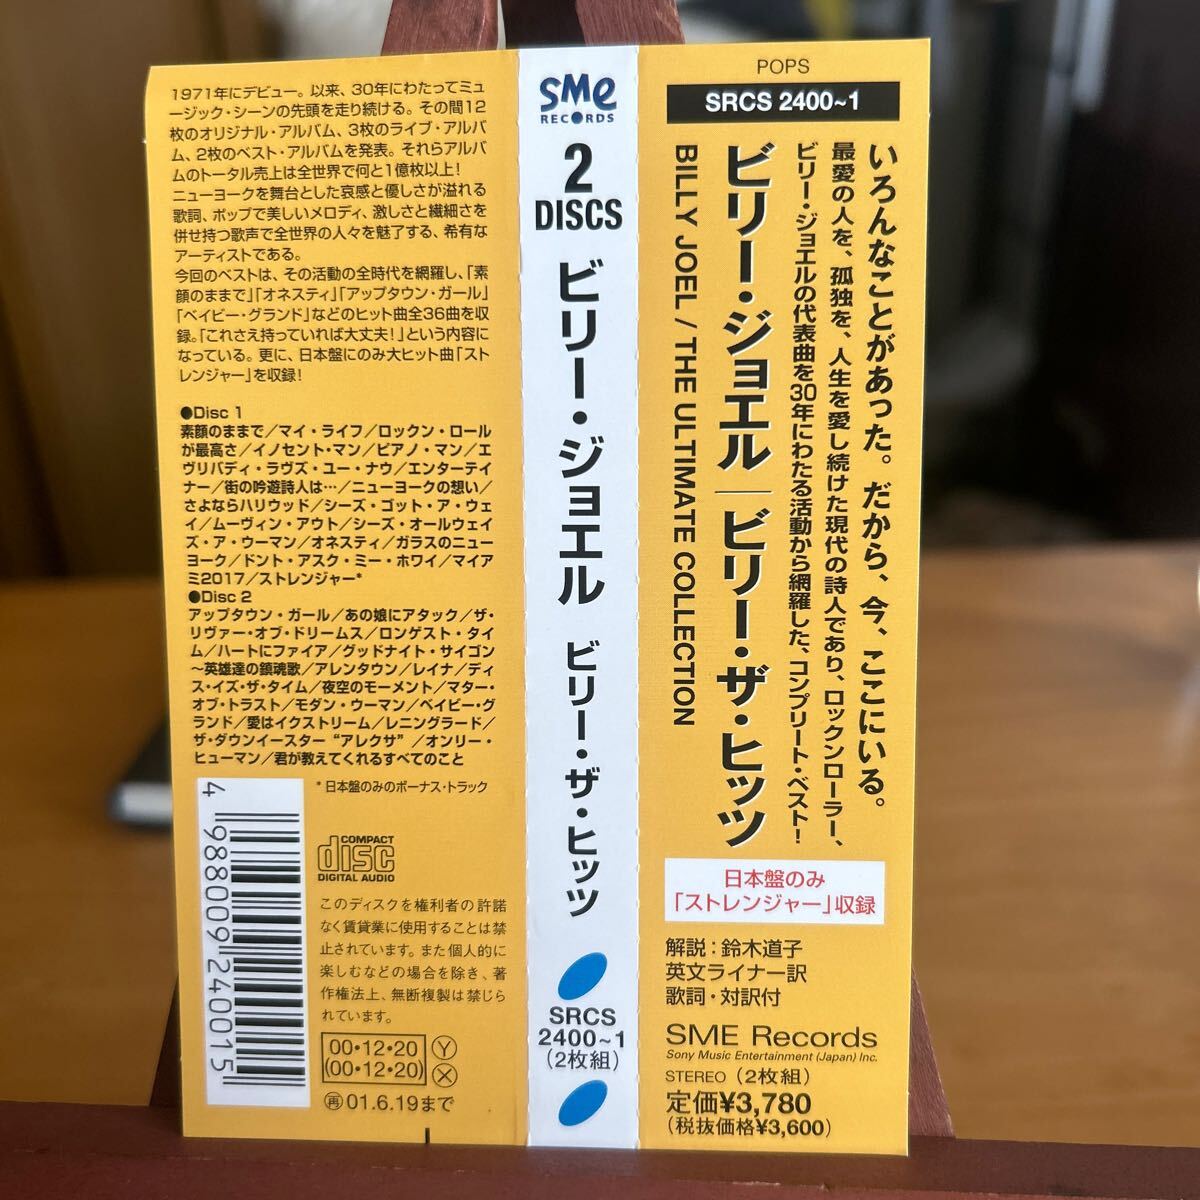 1971年にデビュー。以来、30年にわたってミュ
ージック・シーンの先頭を走り続ける。その間12
枚のオリジナル・アルバム、3枚のライブ・アルバ
ム、2枚のベスト・アルバムを発表。それらアルバ
ムのトータル売上は全世界で何と1億枚以上!
ニューヨークを舞台とした哀感と優しさが溢れる
歌詞、ポップで美しいメロディ、激しさと繊細さを
併せ持つ歌声で全世界の人々を魅了する、希有な
アーティストである。
今回のベストは、その活動の全時代を網羅し、「素
顔のままで」「オネスティ」「アップタウン・ガール」
「ベイビー・グランド」などのヒット曲全36曲を収
録。「これさえ持っていれば大丈夫!」という内容に
なっている。更に、日本盤にのみ大ヒット曲「スト
レンジャー」を収録!
●Disc 1
素顔のままで/マイ・ライフ/ロックン・ロール
が最高さ/イノセント・マン/ピアノ・マン/エ
ヴリバディ・ラヴズ・ユー・ナウ/エンターテイ
ナー/街の吟遊詩人は…/ニューヨークの想い/
さよならハリウッド/シーズ・ゴット・ア・ウェ
イ/ムーヴィン・アウト/シーズ・オールウェイ
ズ・ア・ウーマン/オネスティ/ガラスのニュー
ヨーク/ドント・アスク・ミー・ホワイ/マイア
ミ2017/ストレンジャー*
●Disc 2
アップタウン・ガール/あの娘にアタック/ザ・
リヴァー・オブ・ドリームス/ロンゲスト・タイ
ム/ハートにファイア/グッドナイト・サイゴン
〜英雄達の鎮魂歌/アレンタウン/レイナ/ディ
ス・イズ・ザ・タイム/夜空のモーメント/マター・
オブ・トラスト/モダン・ウーマン/ベイビー・グ
ランド/愛はイクストリーム/レニングラード/
ザ・ダウンイースター“アレクサ”/オンリー・
ヒューマン/君が教えてくれるすべてのこと
*日本盤のみのボーナス・トラック
4 988009 240015
COMPACT
disc
DIGITAL AUDIO
このディスクを権利者の許諾
なく賃貸業に使用することは禁
止されています。また個人的に
楽しむなどの場合を除き、著
作権法上、無断複製は禁じら
れています。
00・12・20 Y
(00・12・20) X
再01.6.19まで
SMe
RECORDS
2
DISCS
ビリー・ジョエル ビリー・ザ・ヒッツ
SRCS
2400~1
(2枚組)
POPS
SRCS 2400~1
いろんなことがあった。だから、今、ここにいる。
最愛の人を、孤独を、人生を愛し続けた現代の詩人であり、ロックンローラー、
ビリー・ジョエルの代表曲を30年にわたる活動から網羅した、コンプリート・ベスト!
ビリー・ジョエル|ビリー・ザ・ヒッツ
BILLY JOEL / THE ULTIMATE COLLECTION
日本盤のみ
「ストレンジャー」収録
解説:鈴木道子
英文ライナー訳
歌詞・対訳付
SME Records
Sony Music Entertainment (Japan) Inc.
STEREO (2枚組)
定価¥3,780
(税抜価格¥3,600)